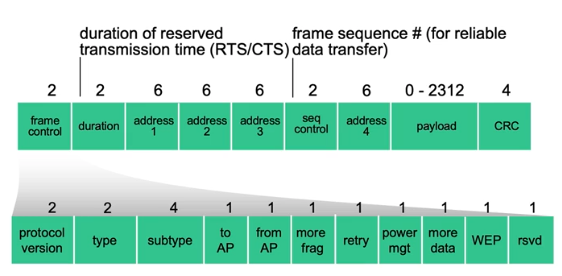 duration of reserved
transmission time (RTS/CTS)
frame sequence # (for reliable
data transfer)
2 2 6 6 6 2 6 0 - 2312 4
frame
control
duration
address
1
address
2
address
3
seq
control
address
4
payload
CRC
2 2 4 1 1 1 1 1 1 1 1
protocol
version
type
subtype
to
AP
from
AP
more
frag
retry
power
mgt
more
data
WEP
rsvd